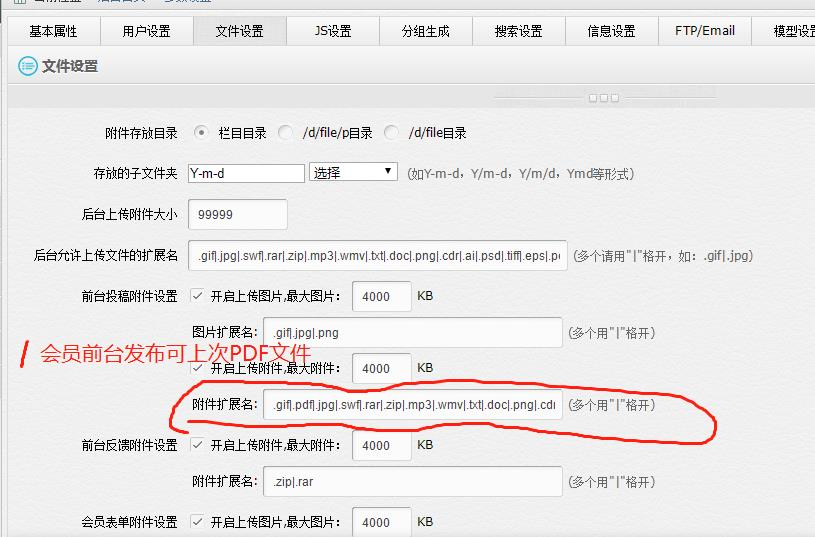 基本属性 用户设置 文件设置 JS设置 分组生成 搜索设置 信息设置 FTP/Email 模型设
文件设置
附件存放目录 栏目目录 /d/file/p目录 /d/file目录
存放的子文件夹 Y-m-d 选择 (如Y-m-d，Y/m-d，Y/m/d，Ymd等形式)
后台上传附件大小 99999
后台允许上传文件的扩展名 .gif|.jpg|.swf|.rar|.zip|.mp3|.wmv|.txt|.doc|.png|.cdr|.ai|.psd|.tiff|.eps|.p (多个请用"|"格开，如：.gif|.jpg)
前台投稿附件设置 开启上传图片,最大图片： 4000 KB
图片扩展名: .gif|.jpg|.png (多个用"|"格开)
会员前台发布可上次PDF文件
开启上传附件,最大附件： 4000 KB
附件扩展名: .gif|.pdf|.jpg|.swf|.rar|.zip|.mp3|.wmv|.txt|.doc|.png|.cdr (多个用"|"格开)
前台反馈附件设置 开启上传附件,最大附件： 4000 KB
附件扩展名: .zip|.rar (多个用"|"格开)
会员表单附件设置 开启上传图片,最大图片： 4000 KB